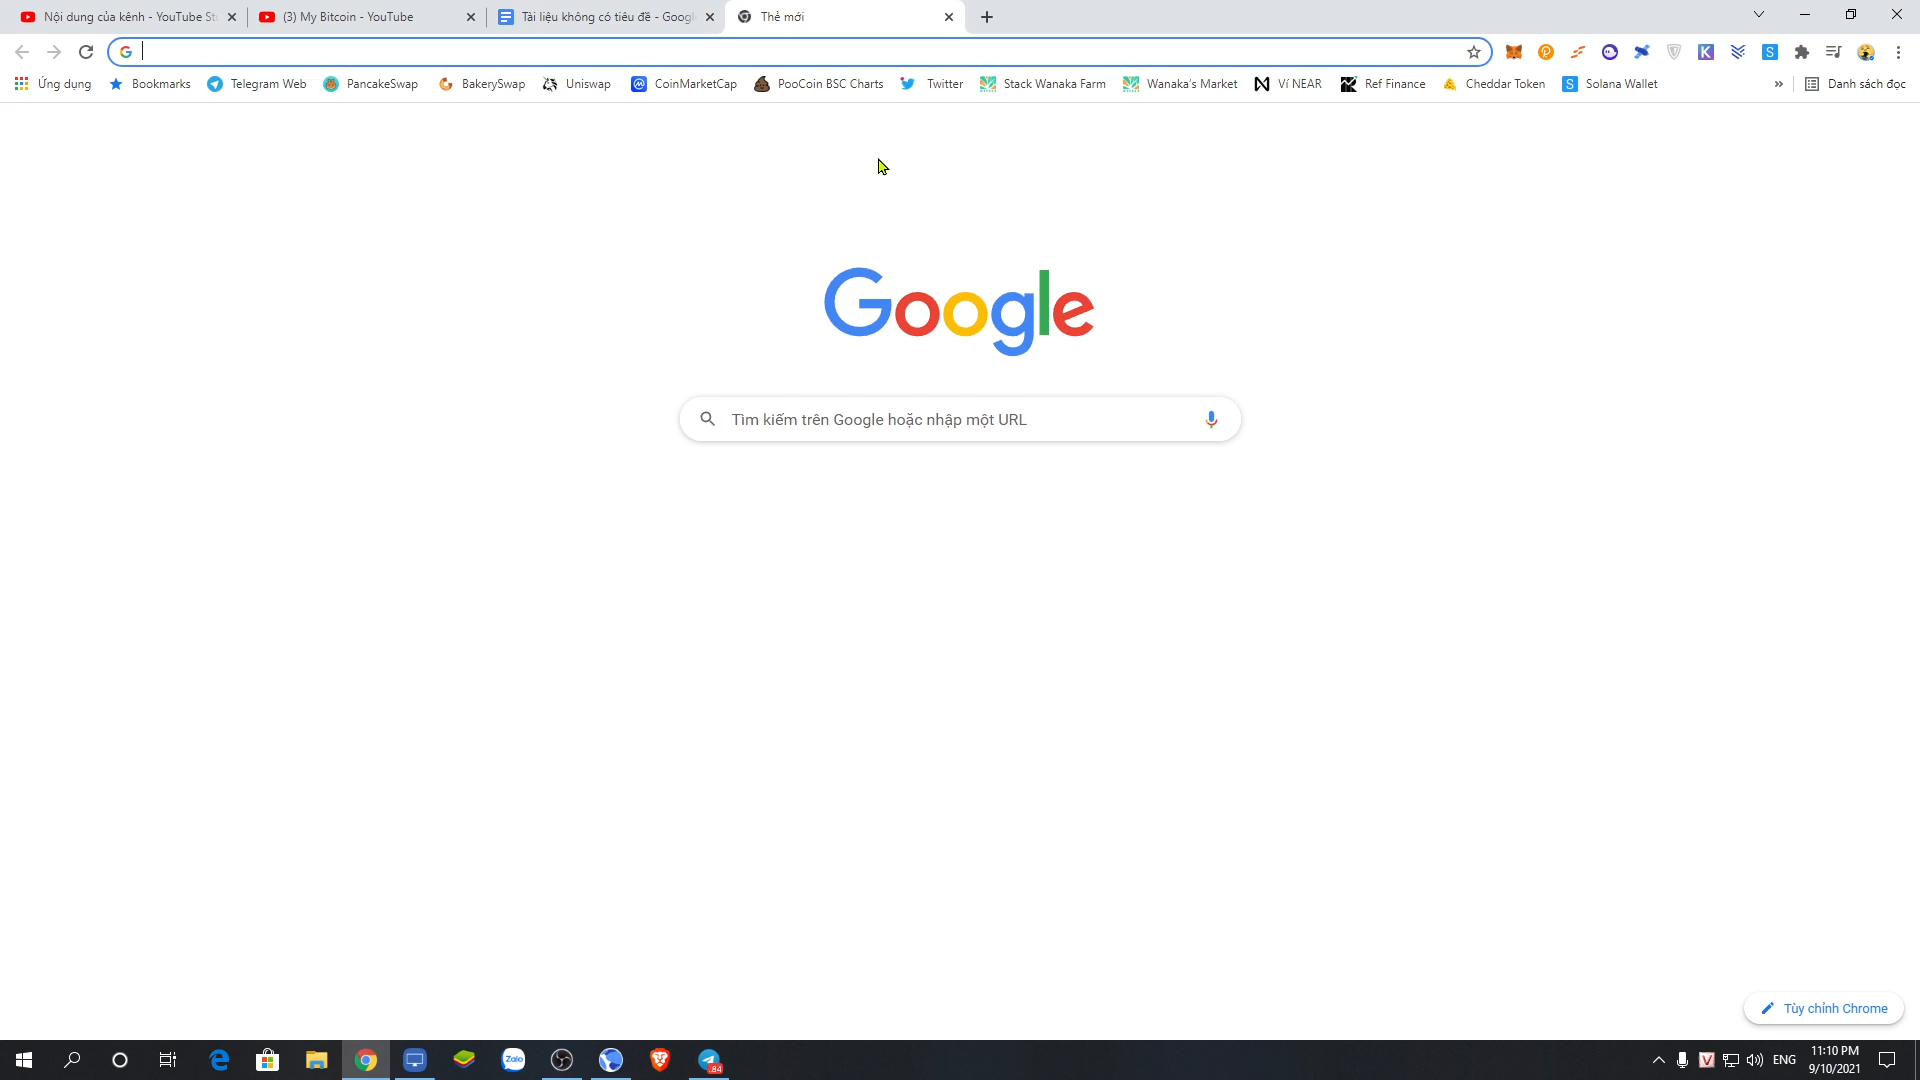 Nội dung của kênh - YouTube St
(3) My Bitcoin - YouTube
Tài liệu không có tiêu đề - Googl
Thẻ mới
Ứng dụng
Bookmarks
Telegram Web
PancakeSwap
BakerySwap
Uniswap
CoinMarketCap
PooCoin BSC Charts
Twitter
Stack Wanaka Farm
Wanaka's Market
Ví NEAR
Ref Finance
Cheddar Token
Solana Wallet
»
Danh sách đọc
Google
Tìm kiếm trên Google hoặc nhập một URL
Tùy chỉnh Chrome
Zalo
84
ENG
11:10 PM
9/10/2021